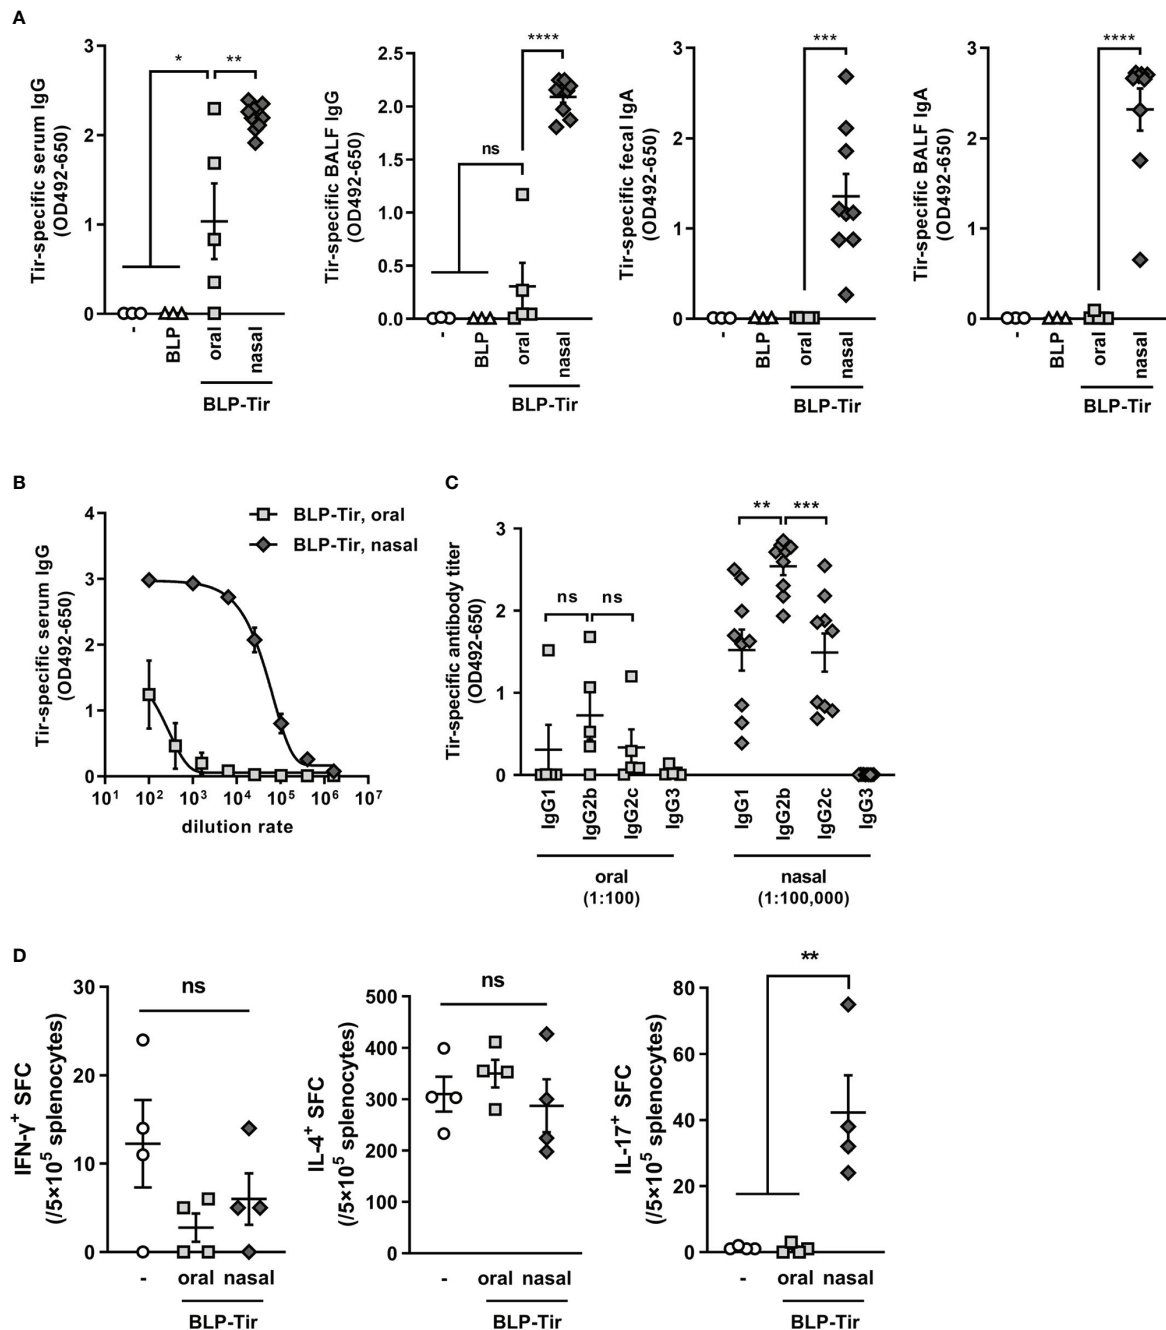 A
Tir-specific serum IgG
(OD492-650)
3
2
1
0
*
**
-
BLP
oral
nasal
BLP-Tir
Tir-specific BALF IgG
(OD492-650)
2.5
2.0
1.5
1.0
0.5
0.0
ns
****
-
BLP
oral
nasal
BLP-Tir
Tir-specific fecal IgA
(OD492-650)
3
2
1
0
***
-
BLP
oral
nasal
BLP-Tir
Tir-specific BALF IgA
(OD492-650)
3
2
1
0
****
-
BLP
oral
nasal
BLP-Tir
B
Tir-specific serum IgG
(OD492-650)
4
3
2
1
0
BLP-Tir, oral
BLP-Tir, nasal
10¹ 10² 10³ 10⁴ 10⁵ 10⁶ 10⁷
dilution rate
C
Tir-specific antibody titer
(OD492-650)
3
2
1
0
ns ns
** ***
IgG1 IgG2b IgG2c IgG3 IgG1 IgG2b IgG2c IgG3
oral nasal
(1:100) (1:100,000)
D
IFN-γ⁺ SFC
(/5×10⁵ splenocytes)
30
20
10
0
ns
- oral nasal
BLP-Tir
IL-4⁺ SFC
(/5×10⁵ splenocytes)
500
400
300
200
100
0
ns
- oral nasal
BLP-Tir
IL-17⁺ SFC
(/5×10⁵ splenocytes)
80
60
40
20
0
**
- oral nasal
BLP-Tir